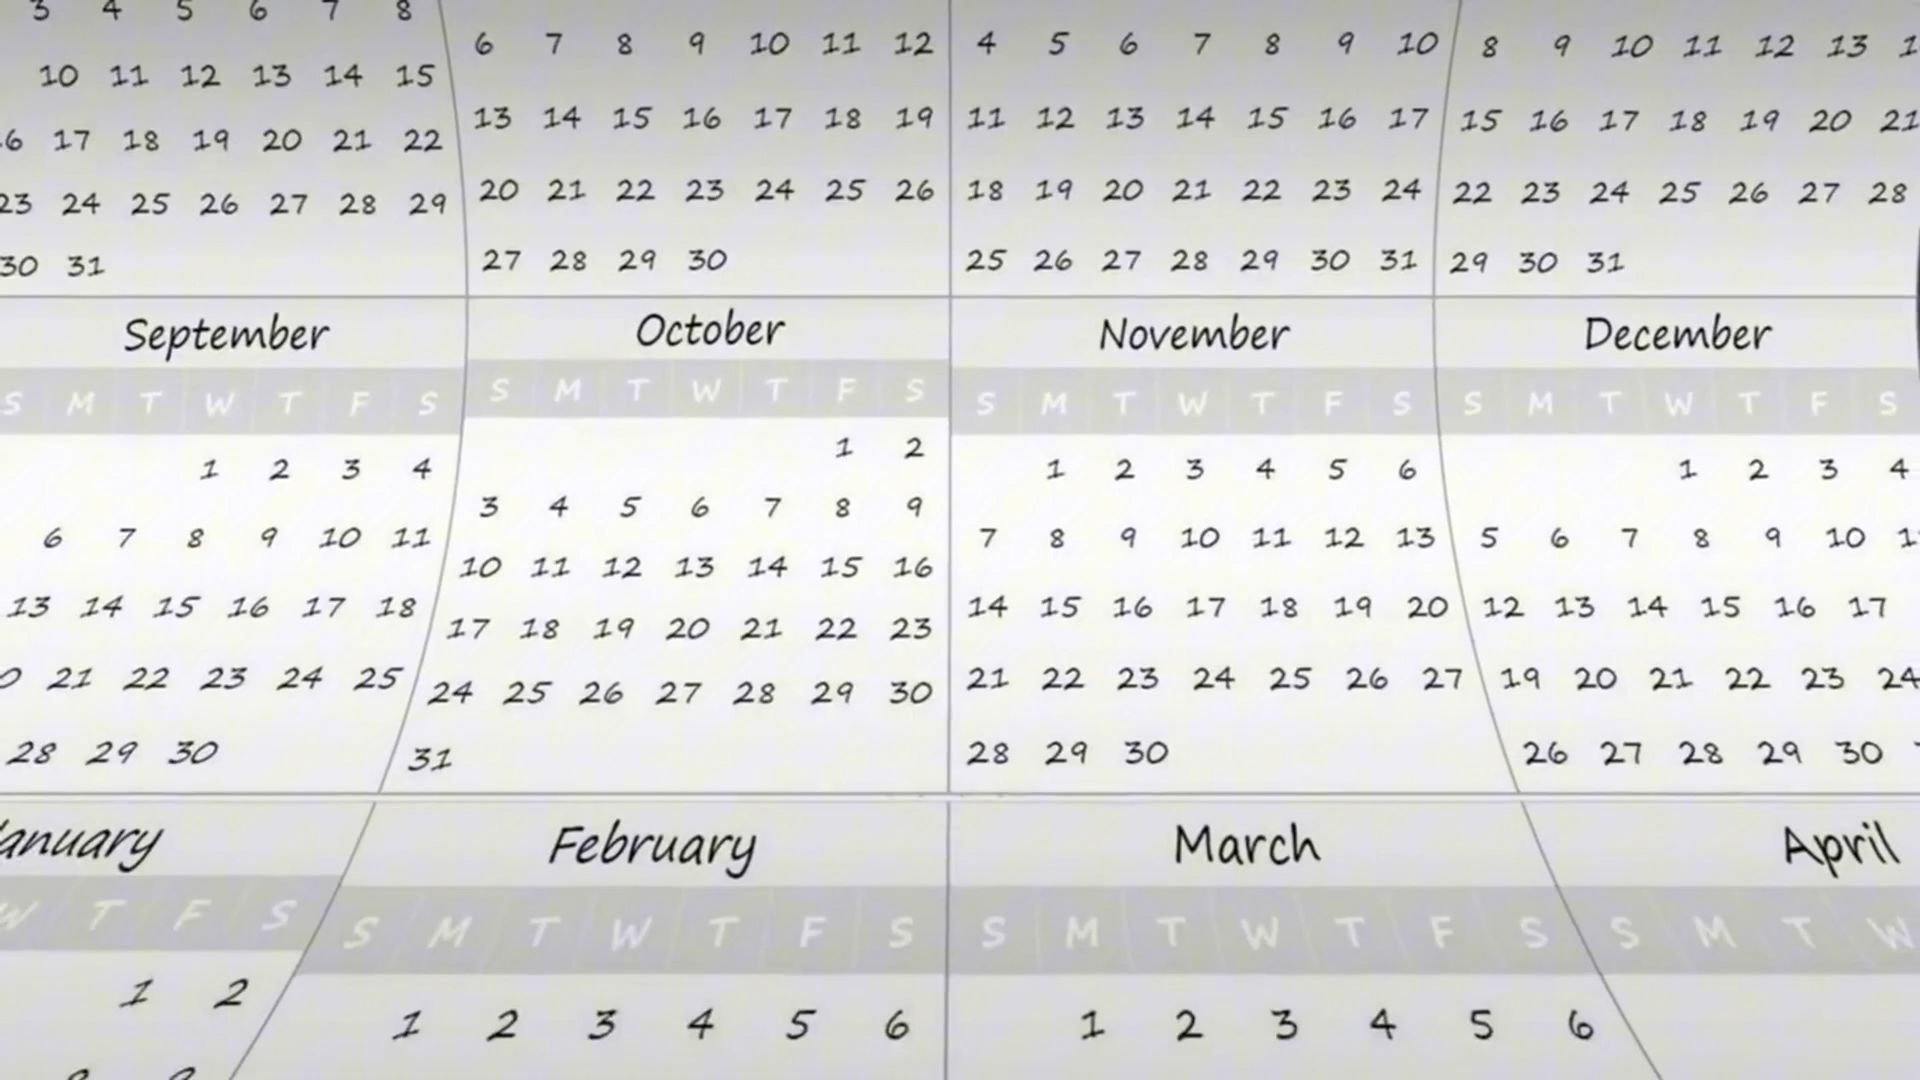 3 4 5 6 7 8
10 11 12 13 14 15
16 17 18 19 20 21 22
23 24 25 26 27 28 29
30 31
6 7 8 9 10 11 12
13 14 15 16 17 18 19
20 21 22 23 24 25 26
27 28 29 30
4 5 6 7 8 9 10
11 12 13 14 15 16 17
18 19 20 21 22 23 24
25 26 27 28 29 30 31
8 9 10 11 12 13
15 16 17 18 19 20 21
22 23 24 25 26 27 28
29 30 31
September
S M T W T F S
1 2 3 4
6 7 8 9 10 11
13 14 15 16 17 18
21 22 23 24 25
28 29 30
October
S M T W T F S
1 2
3 4 5 6 7 8 9
10 11 12 13 14 15 16
17 18 19 20 21 22 23
24 25 26 27 28 29 30
31
November
S M T W T F S
1 2 3 4 5 6
7 8 9 10 11 12 13
14 15 16 17 18 19 20
21 22 23 24 25 26 27
28 29 30
December
S M T W T F S
1 2 3 4
5 6 7 8 9 10
12 13 14 15 16 17
19 20 21 22 23 24
26 27 28 29 30
anuary
W T F S
1 2
February
S M T W T F S
1 2 3 4 5 6
March
S M T W T F S
1 2 3 4 5 6
April
S M T W